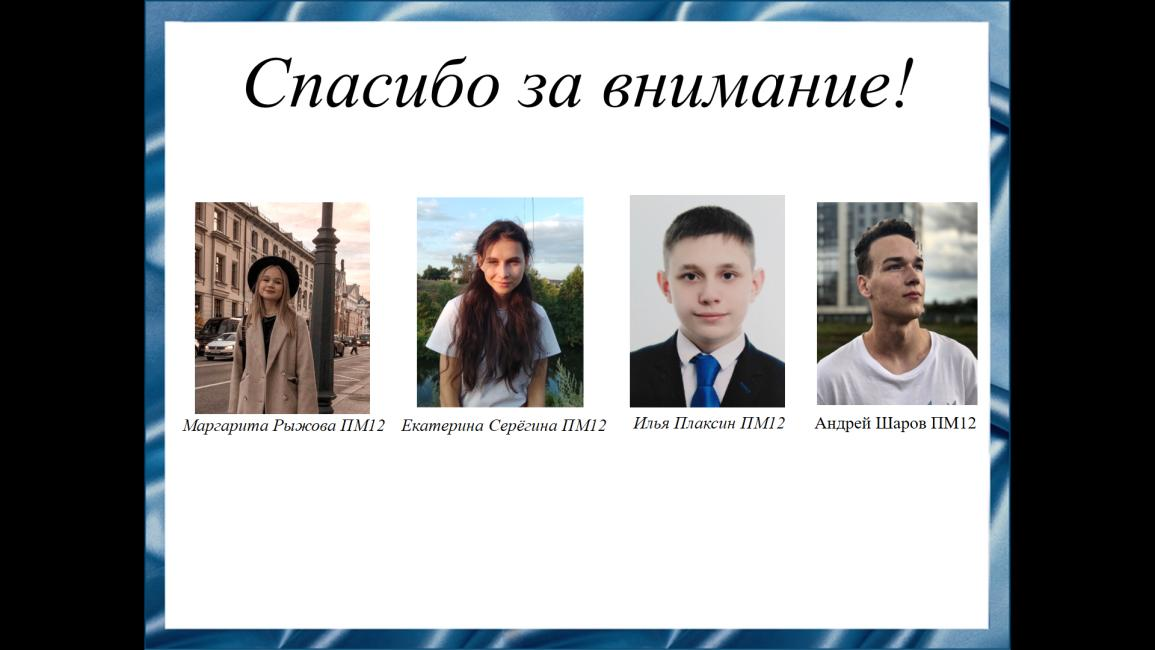 Спасибо за внимание!
Маргарита Рыжова ПМ12
Екатерина Серёгина ПМ12
Илья Плаксин ПМ12
Андрей Шаров ПМ12